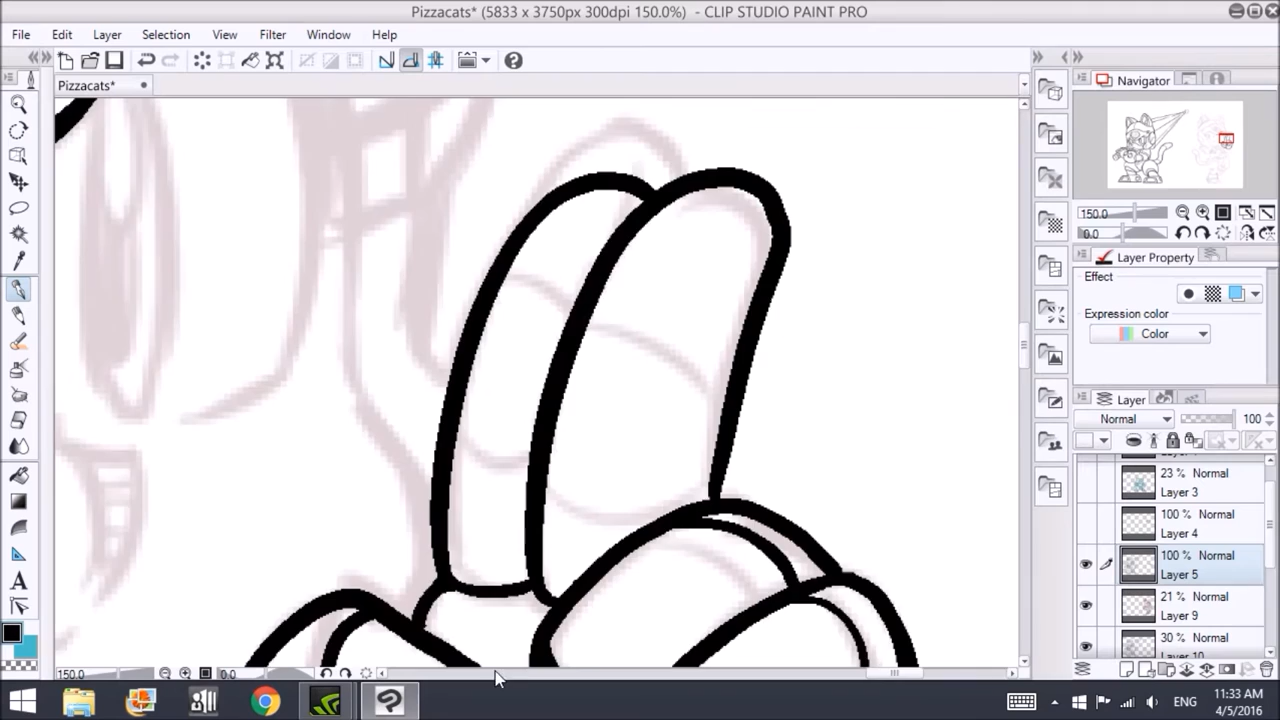 Pizzacats* (5833 x 3750px 300dpi 150.0%) - CLIP STUDIO PAINT PRO
File Edit Layer Selection View Filter Window Help
Pizzacats*
Navigator
150.0
0.0
Layer Property
Effect
Expression color
Color
Layer
Normal 100
23 % Normal
Layer 3
100 % Normal
Layer 4
100 % Normal
Layer 5
21 % Normal
Layer 9
30 % Normal
Layer 10
A
150.0 0.0
ENG
11:33 AM
4/5/2016